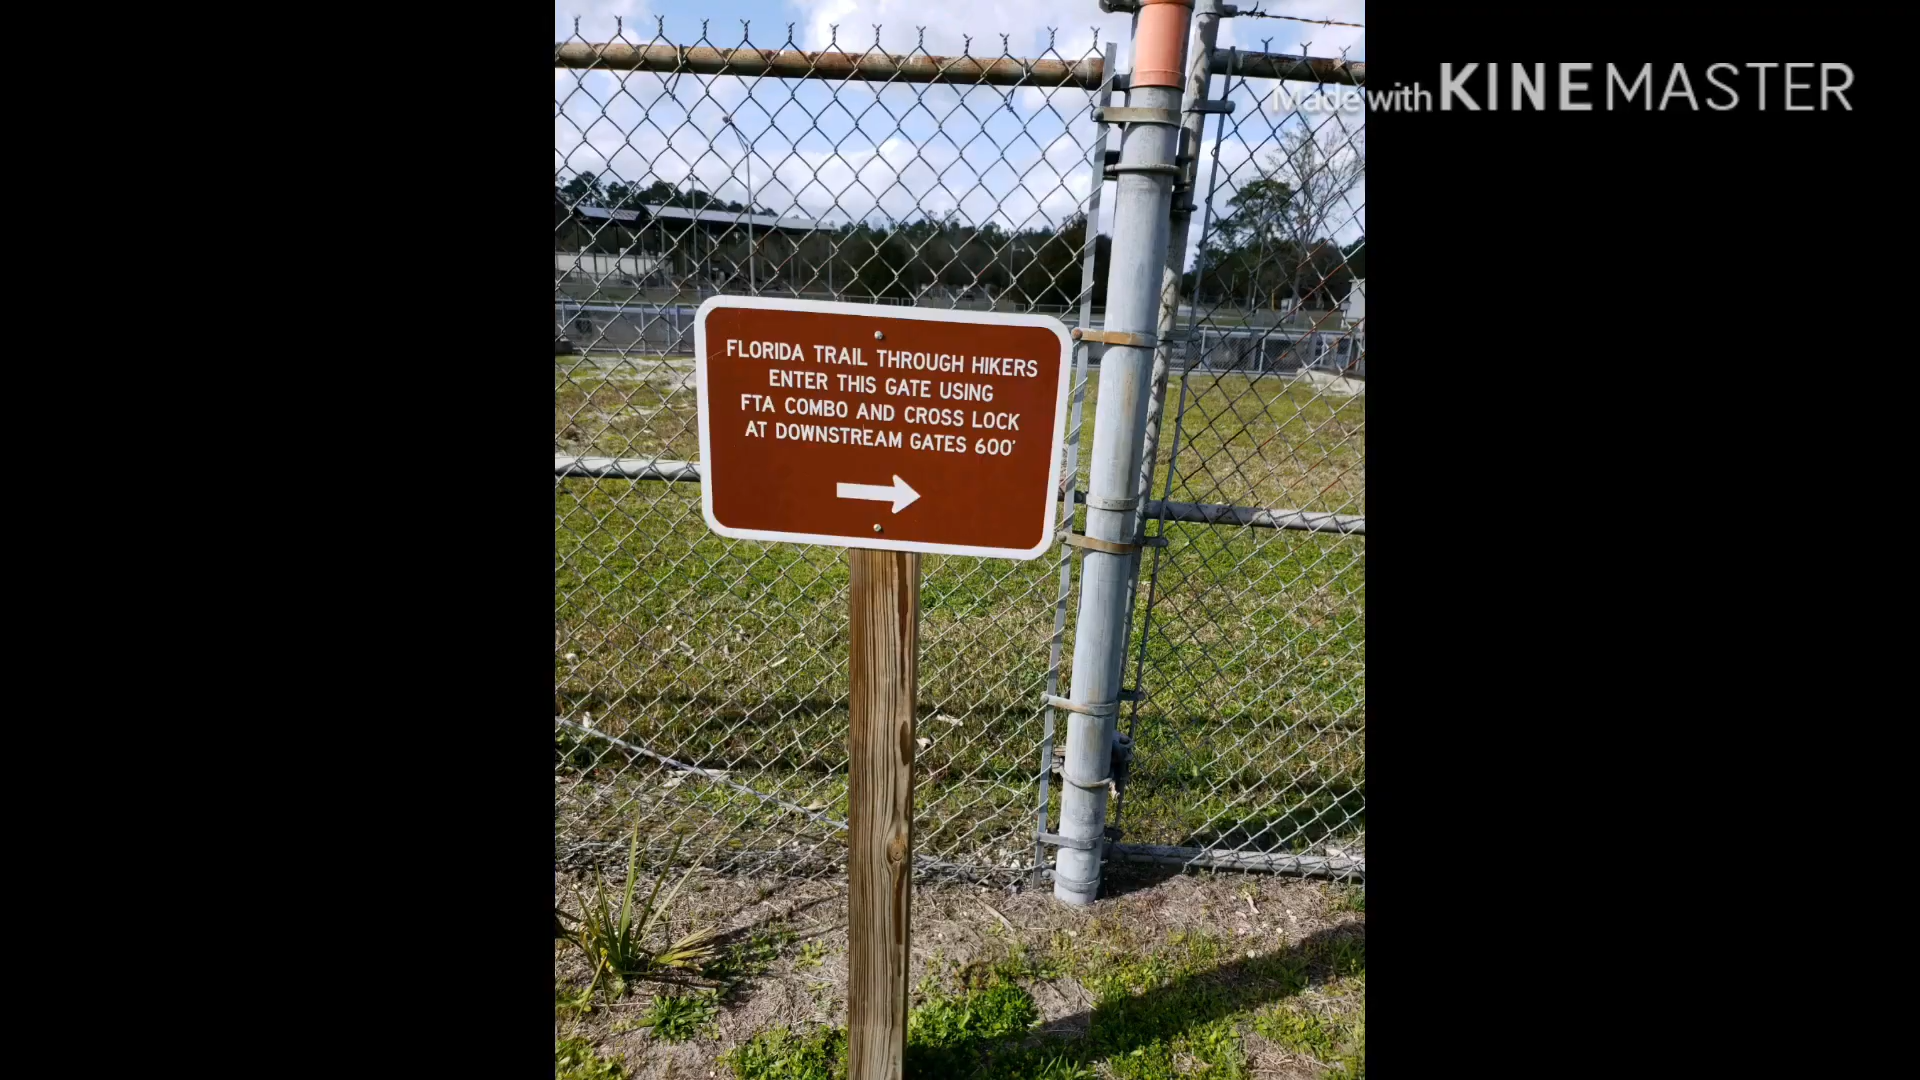 Made with KINEMASTER
FLORIDA TRAIL THROUGH HIKERS
ENTER THIS GATE USING
FTA COMBO AND CROSS LOCK
AT DOWNSTREAM GATES 600'